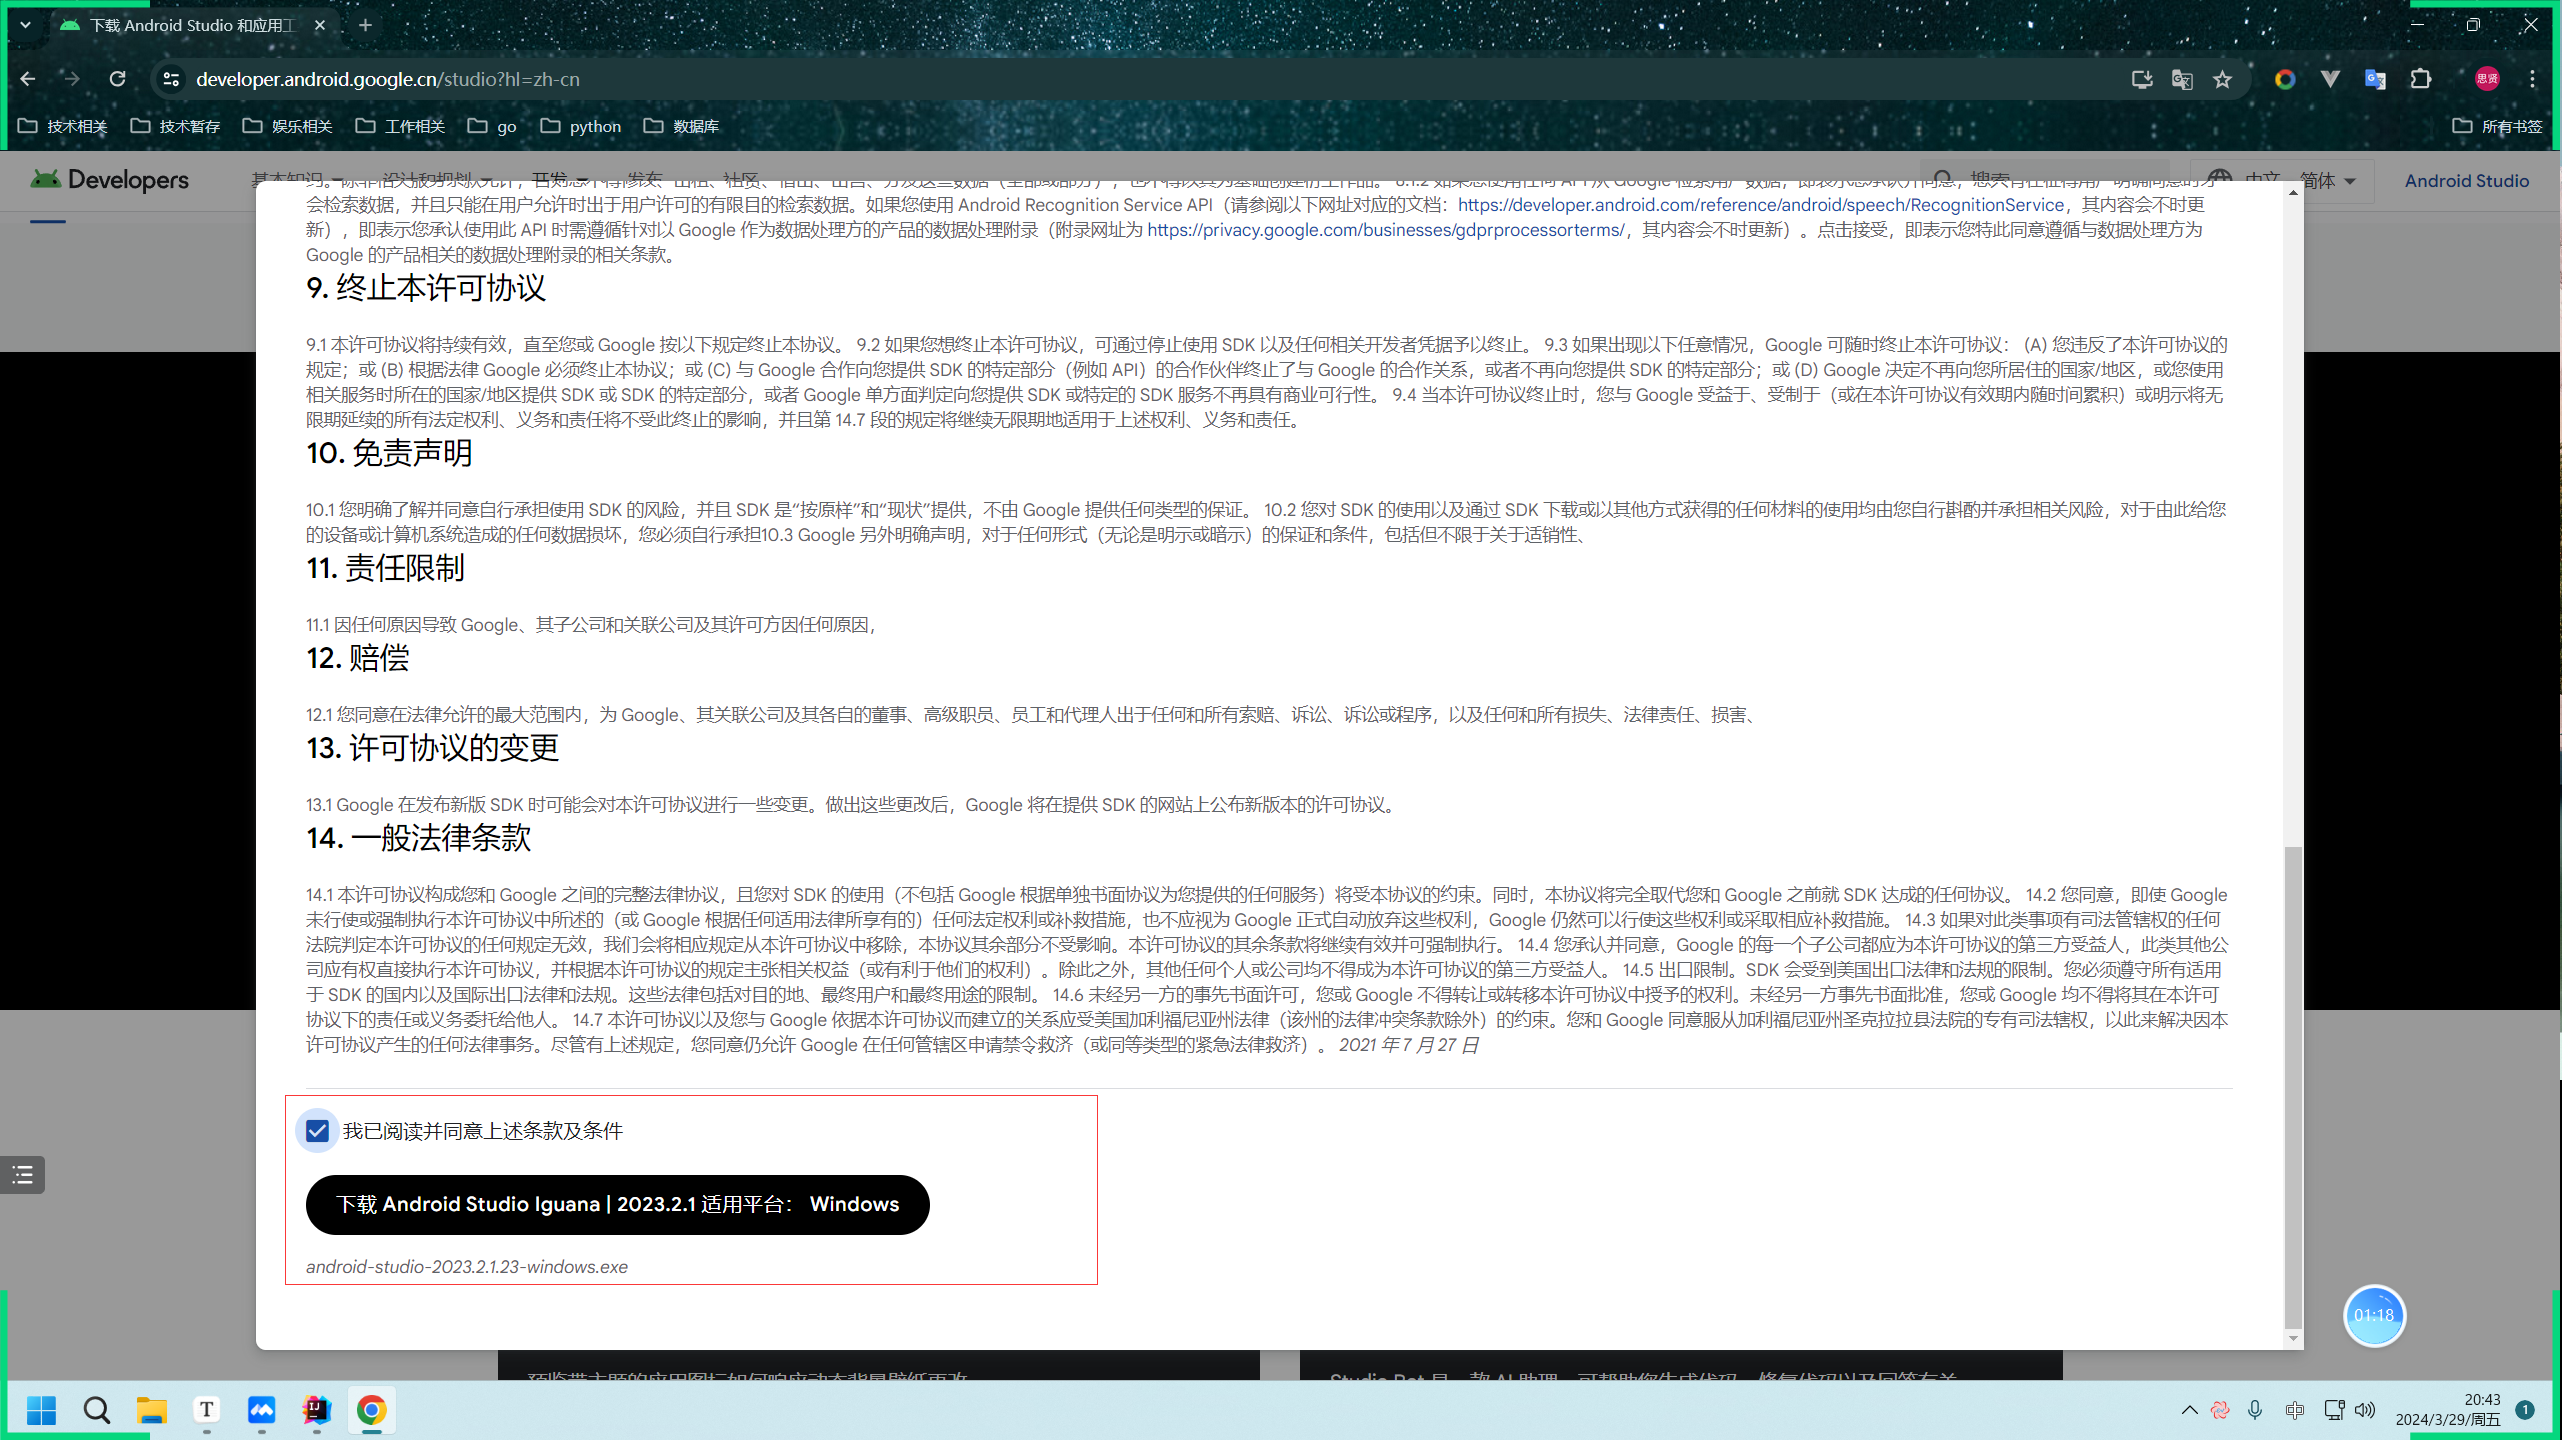 下载 Android Studio 和应用工
developer.android.google.cn/studio?hl=zh-cn
技术相关 技术暂存 娱乐相关 工作相关 go python 数据库 所有书签
Developers 基本知识 设计和规划 开发 发布 社区 搜索 中文 – 简体 Android Studio
会检索数据，并且只能在用户允许时出于用户许可的有限目的检索数据。如果您使用 Android Recognition Service API（请参阅以下网址对应的文档：https://developer.android.com/reference/android/speech/RecognitionService，其内容会不时更
新），即表示您承认使用此 API 时需遵循针对以 Google 作为数据处理方的产品的数据处理附录（附录网址为 https://privacy.google.com/businesses/gdprprocessorterms/，其内容会不时更新）。点击接受，即表示您特此同意遵循与数据处理方为
Google 的产品相关的数据处理附录的相关条款。
9. 终止本许可协议
9.1 本许可协议将持续有效，直至您或 Google 按以下规定终止本协议。 9.2 如果您想终止本许可协议，可通过停止使用 SDK 以及任何相关开发者凭据予以终止。 9.3 如果出现以下任意情况，Google 可随时终止本许可协议： (A) 您违反了本许可协议的
规定；或 (B) 根据法律 Google 必须终止本协议；或 (C) 与 Google 合作向您提供 SDK 的特定部分（例如 API）的合作伙伴终止了与 Google 的合作关系，或者不再向您提供 SDK 的特定部分；或 (D) Google 决定不再向您所居住的国家/地区，或您使用
相关服务时所在的国家/地区提供 SDK 或 SDK 的特定部分，或者 Google 单方面判定向您提供 SDK 或特定的 SDK 服务不再具有商业可行性。 9.4 当本许可协议终止时，您与 Google 受益于、受制于（或在本许可协议有效期内随时间累积）或明示将无
限期延续的所有法定权利、义务和责任将不受此终止的影响，并且第 14.7 段的规定将继续无限期地适用于上述权利、义务和责任。
10. 免责声明
10.1 您明确了解并同意自行承担使用 SDK 的风险，并且 SDK 是“按原样”和“现状”提供，不由 Google 提供任何类型的保证。 10.2 您对 SDK 的使用以及通过 SDK 下载或以其他方式获得的任何材料的使用均由您自行斟酌并承担相关风险，对于由此给您
的设备或计算机系统造成的任何数据损坏，您必须自行承担10.3 Google 另外明确声明，对于任何形式（无论是明示或暗示）的保证和条件，包括但不限于关于适销性、
11. 责任限制
11.1 因任何原因导致 Google、其子公司和关联公司及其许可方因任何原因，
12. 赔偿
12.1 您同意在法律允许的最大范围内，为 Google、其关联公司及其各自的董事、高级职员、员工和代理人出于任何和所有索赔、诉讼、诉讼或程序，以及任何和所有损失、法律责任、损害、
13. 许可协议的变更
13.1 Google 在发布新版 SDK 时可能会对本许可协议进行一些变更。做出这些更改后，Google 将在提供 SDK 的网站上公布新版本的许可协议。
14. 一般法律条款
14.1 本许可协议构成您和 Google 之间的完整法律协议，且您对 SDK 的使用（不包括 Google 根据单独书面协议为您提供的任何服务）将受本协议的约束。同时，本协议将完全取代您和 Google 之前就 SDK 达成的任何协议。 14.2 您同意，即使 Google
未行使或强制执行本许可协议中所述的（或 Google 根据任何适用法律所享有的）任何法定权利或补救措施，也不应视为 Google 正式自动放弃这些权利，Google 仍然可以行使这些权利或采取相应补救措施。 14.3 如果对此类事项有司法管辖权的任何
法院判定本许可协议的任何规定无效，我们会将相应规定从本许可协议中移除，本协议其余部分不受影响。本许可协议的其余条款将继续有效并可强制执行。 14.4 您承认并同意，Google 的每一个子公司都应为本许可协议的第三方受益人，此类其他公
司应有权直接执行本许可协议，并根据本许可协议的规定主张相关权益（或有利于他们的权利）。除此之外，其他任何个人或公司均不得成为本许可协议的第三方受益人。 14.5 出口限制。SDK 会受到美国出口法律和法规的限制。您必须遵守所有适用
于 SDK 的国内以及国际出口法律和法规。这些法律包括对目的地、最终用户和最终用途的限制。 14.6 未经另一方的事先书面许可，您或 Google 不得转让或转移本许可协议中授予的权利。未经另一方事先书面批准，您或 Google 均不得将其在本许可
协议下的责任或义务委托给他人。 14.7 本许可协议以及您与 Google 依据本许可协议而建立的关系应受美国加利福尼亚州法律（该州的法律冲突条款除外）的约束。您和 Google 同意服从加利福尼亚州圣克拉拉县法院的专有司法辖权，以此来解决因本
许可协议产生的任何法律事务。尽管有上述规定，您同意仍允许 Google 在任何管辖区申请禁令救济（或同等类型的紧急法律救济）。 2021 年 7 月 27 日
我已阅读并同意上述条款及条件
下载 Android Studio Iguana | 2023.2.1 适用平台： Windows
android-studio-2023.2.1.23-windows.exe
01:18
20:43
2024/3/29/周五
1